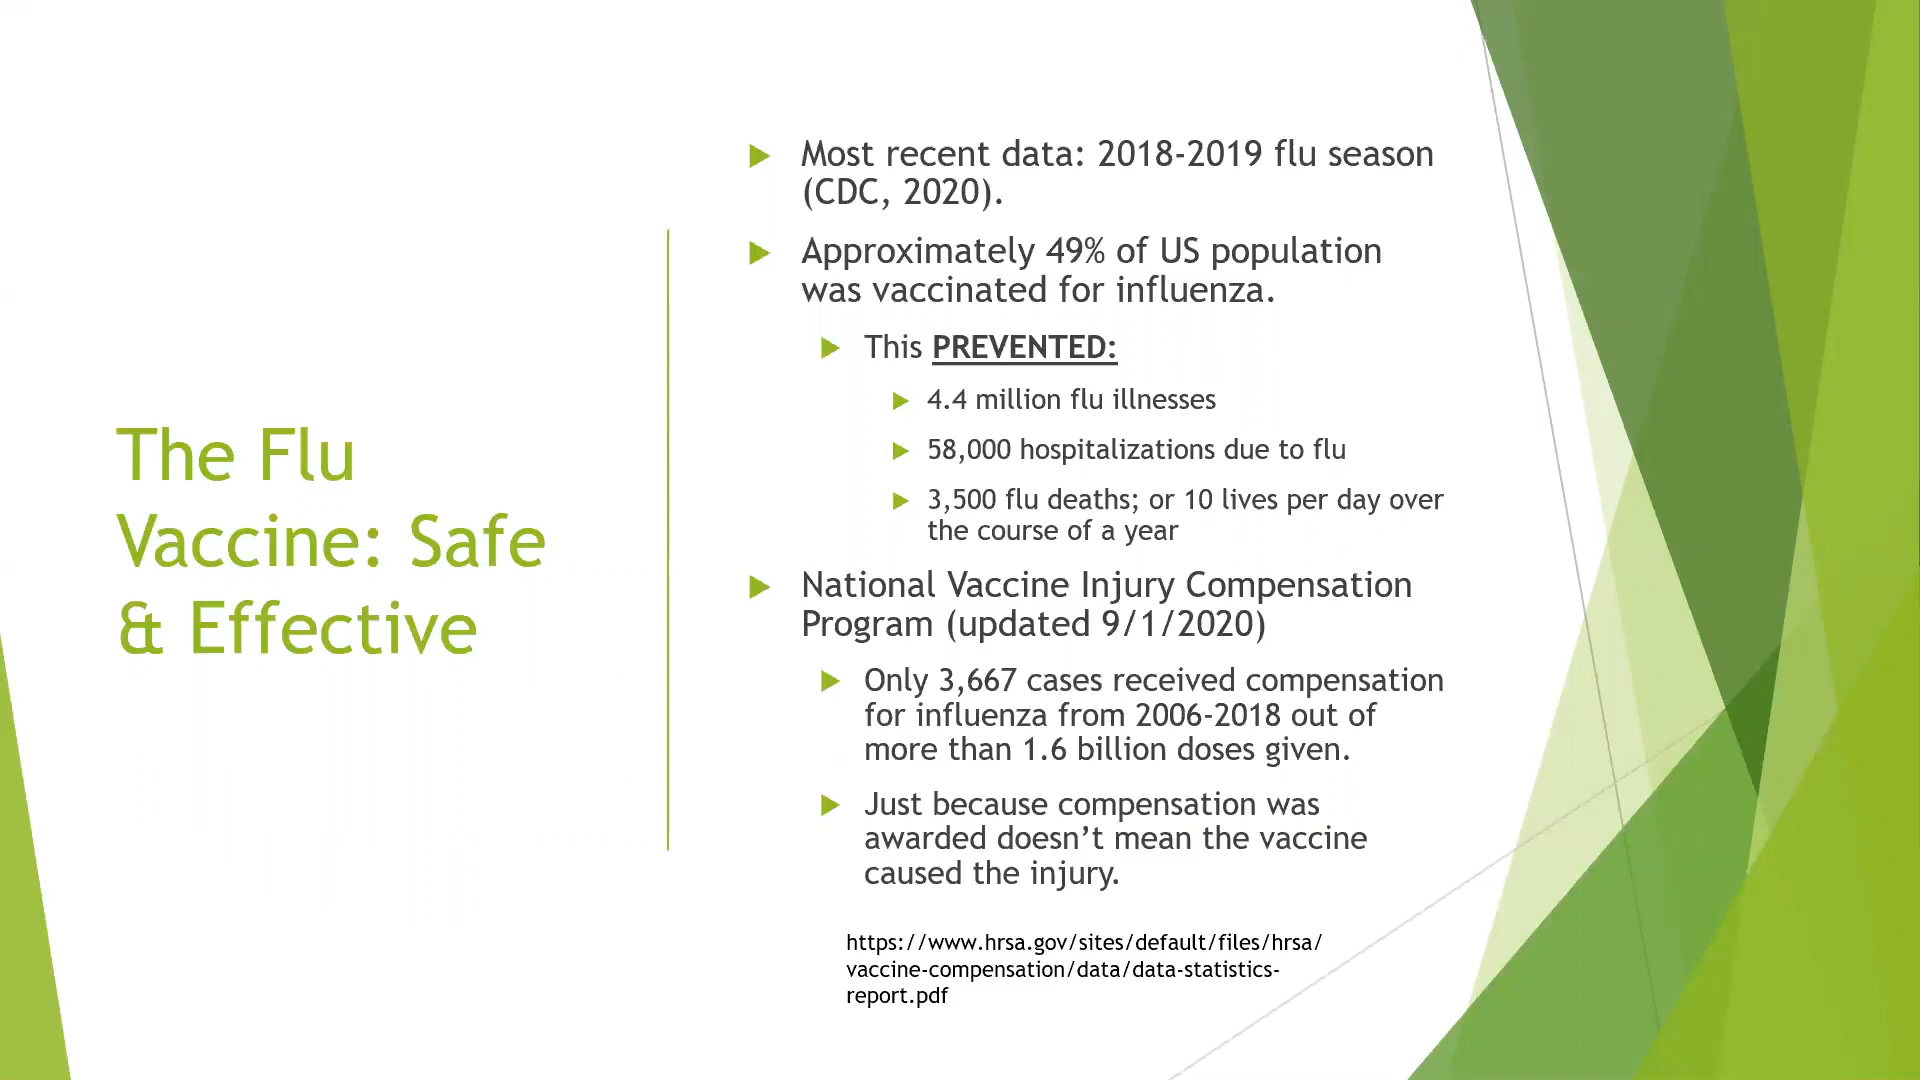 The Flu
Vaccine: Safe
& Effective
Most recent data: 2018-2019 flu season
(CDC, 2020).
Approximately 49% of US population
was vaccinated for influenza.
This PREVENTED:
4.4 million flu illnesses
58,000 hospitalizations due to flu
3,500 flu deaths; or 10 lives per day over
the course of a year
National Vaccine Injury Compensation
Program (updated 9/1/2020)
Only 3,667 cases received compensation
for influenza from 2006-2018 out of
more than 1.6 billion doses given.
Just because compensation was
awarded doesn’t mean the vaccine
caused the injury.
https://www.hrsa.gov/sites/default/files/hrsa/
vaccine-compensation/data/data-statistics-
report.pdf